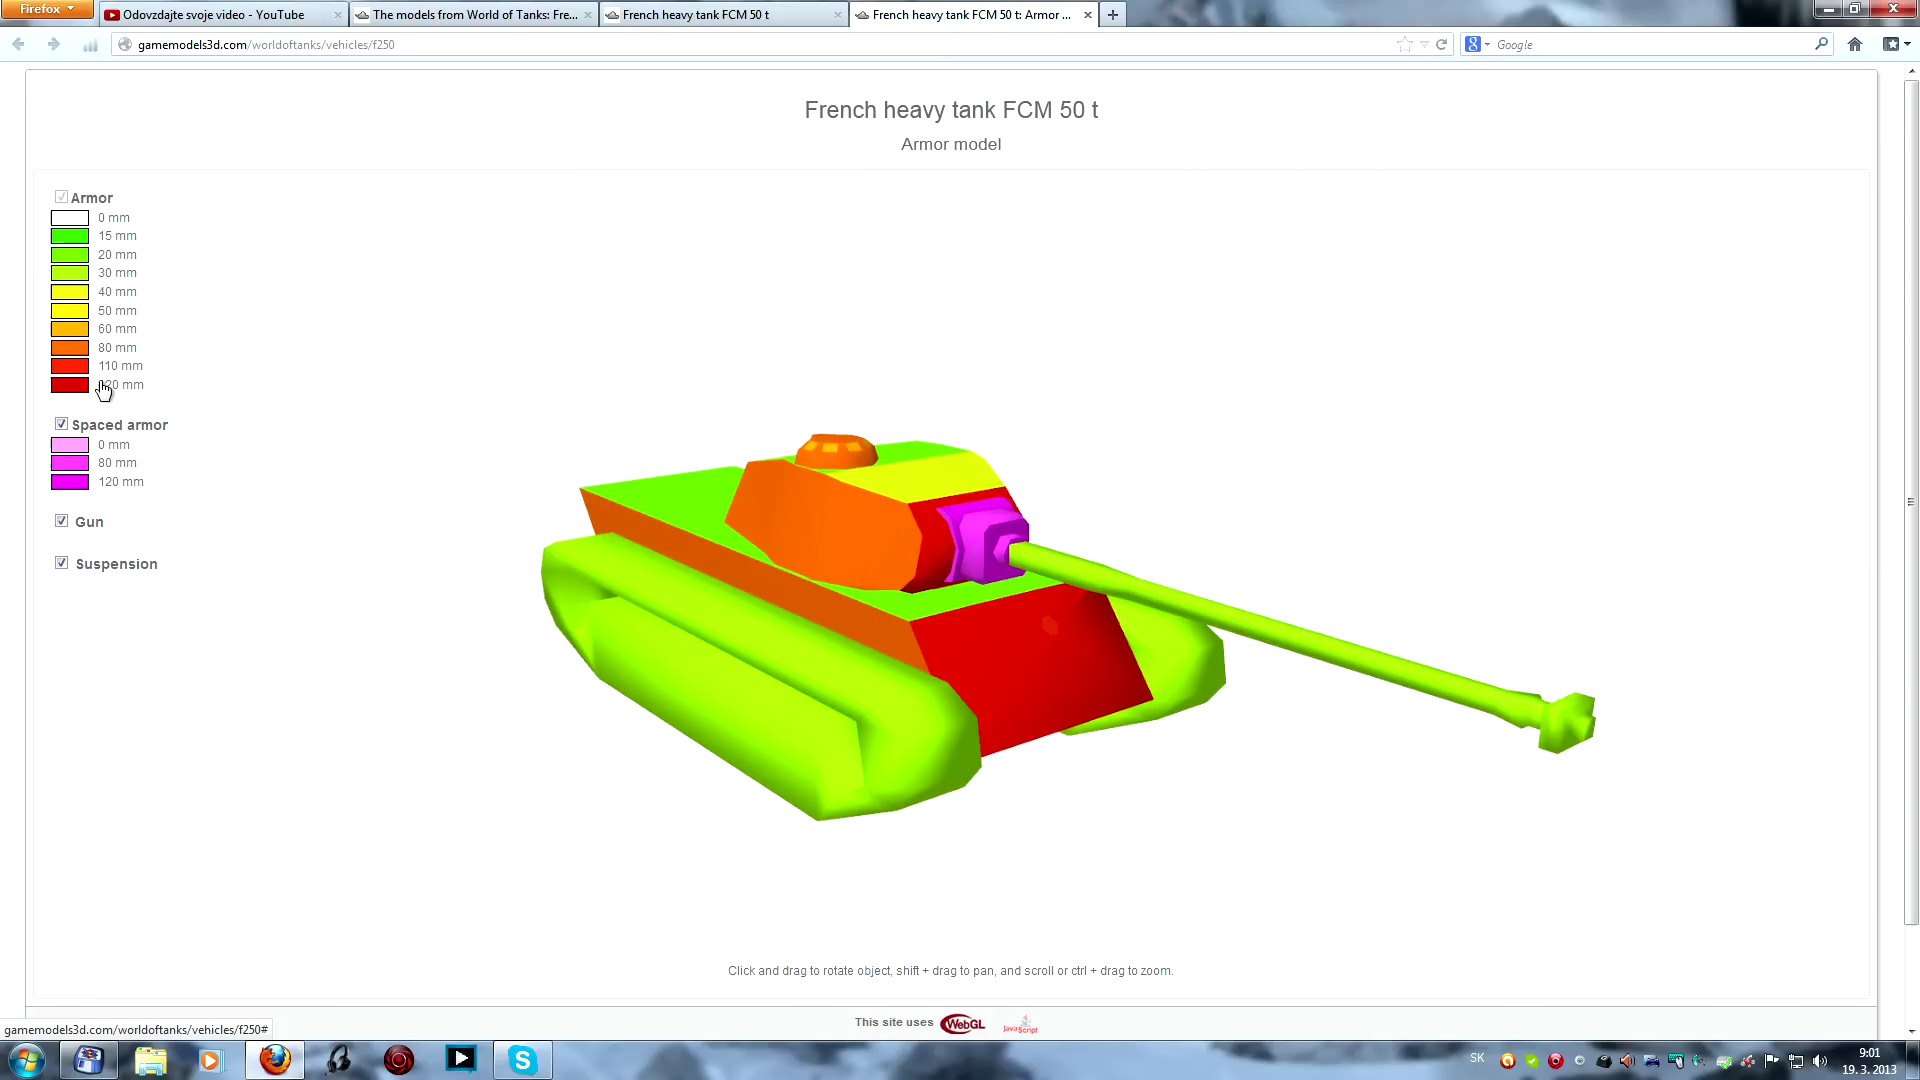 Firefox
Odovzdajte svoje video - YouTube
The models from World of Tanks: Fre...
French heavy tank FCM 50 t
French heavy tank FCM 50 t: Armor ...
gamemodels3d.com/worldoftanks/vehicles/f250
Google
French heavy tank FCM 50 t
Armor model
Armor
0 mm
15 mm
20 mm
30 mm
40 mm
50 mm
60 mm
80 mm
110 mm
120 mm
Spaced armor
0 mm
80 mm
120 mm
Gun
Suspension
Click and drag to rotate object, shift + drag to pan, and scroll or ctrl + drag to zoom.
This site uses WebGL JavaScript
gamemodels3d.com/worldoftanks/vehicles/f250#
SK
9:01
19. 3. 2013